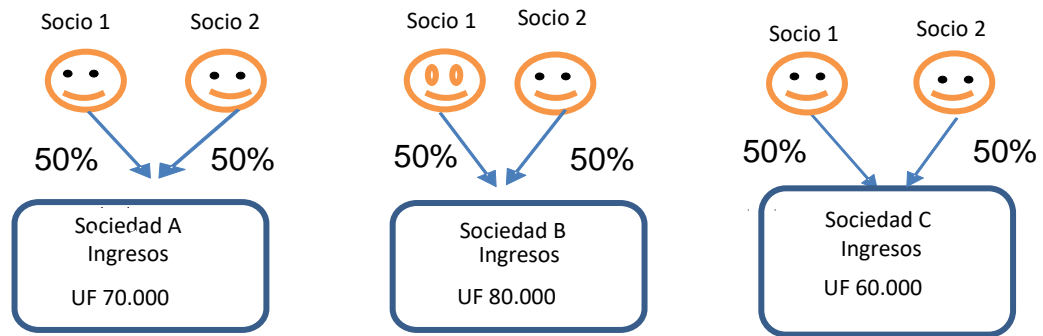 Socio 1
Socio 2
50%
50%
Sociedad A
Ingresos
UF 70.000
Socio 1
Socio 2
50%
50%
Sociedad B
Ingresos
UF 80.000
Socio 1
Socio 2
50%
50%
Sociedad C
Ingresos
UF 60.000